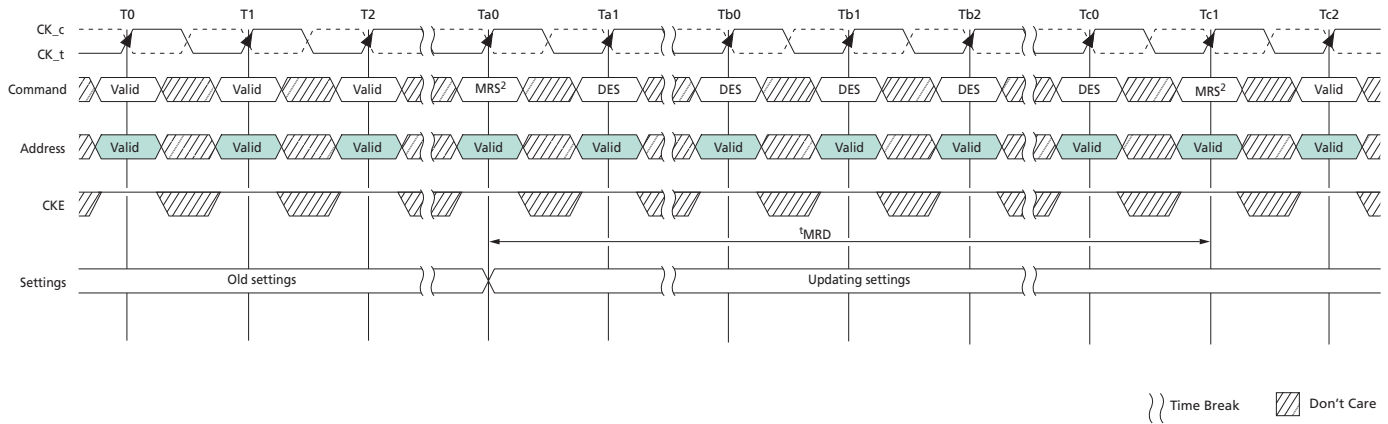 T0 T1 T2 Ta0 Ta1 Tb0 Tb1 Tb2 Tc0 Tc1 Tc2
CK_c
CK_t
Command Valid Valid Valid MRS2 DES DES DES DES DES MRS2 Valid
Address Valid Valid Valid Valid Valid Valid Valid Valid Valid Valid Valid
CKE
tMRD
Settings Old settings Updating settings
Time Break Don't Care